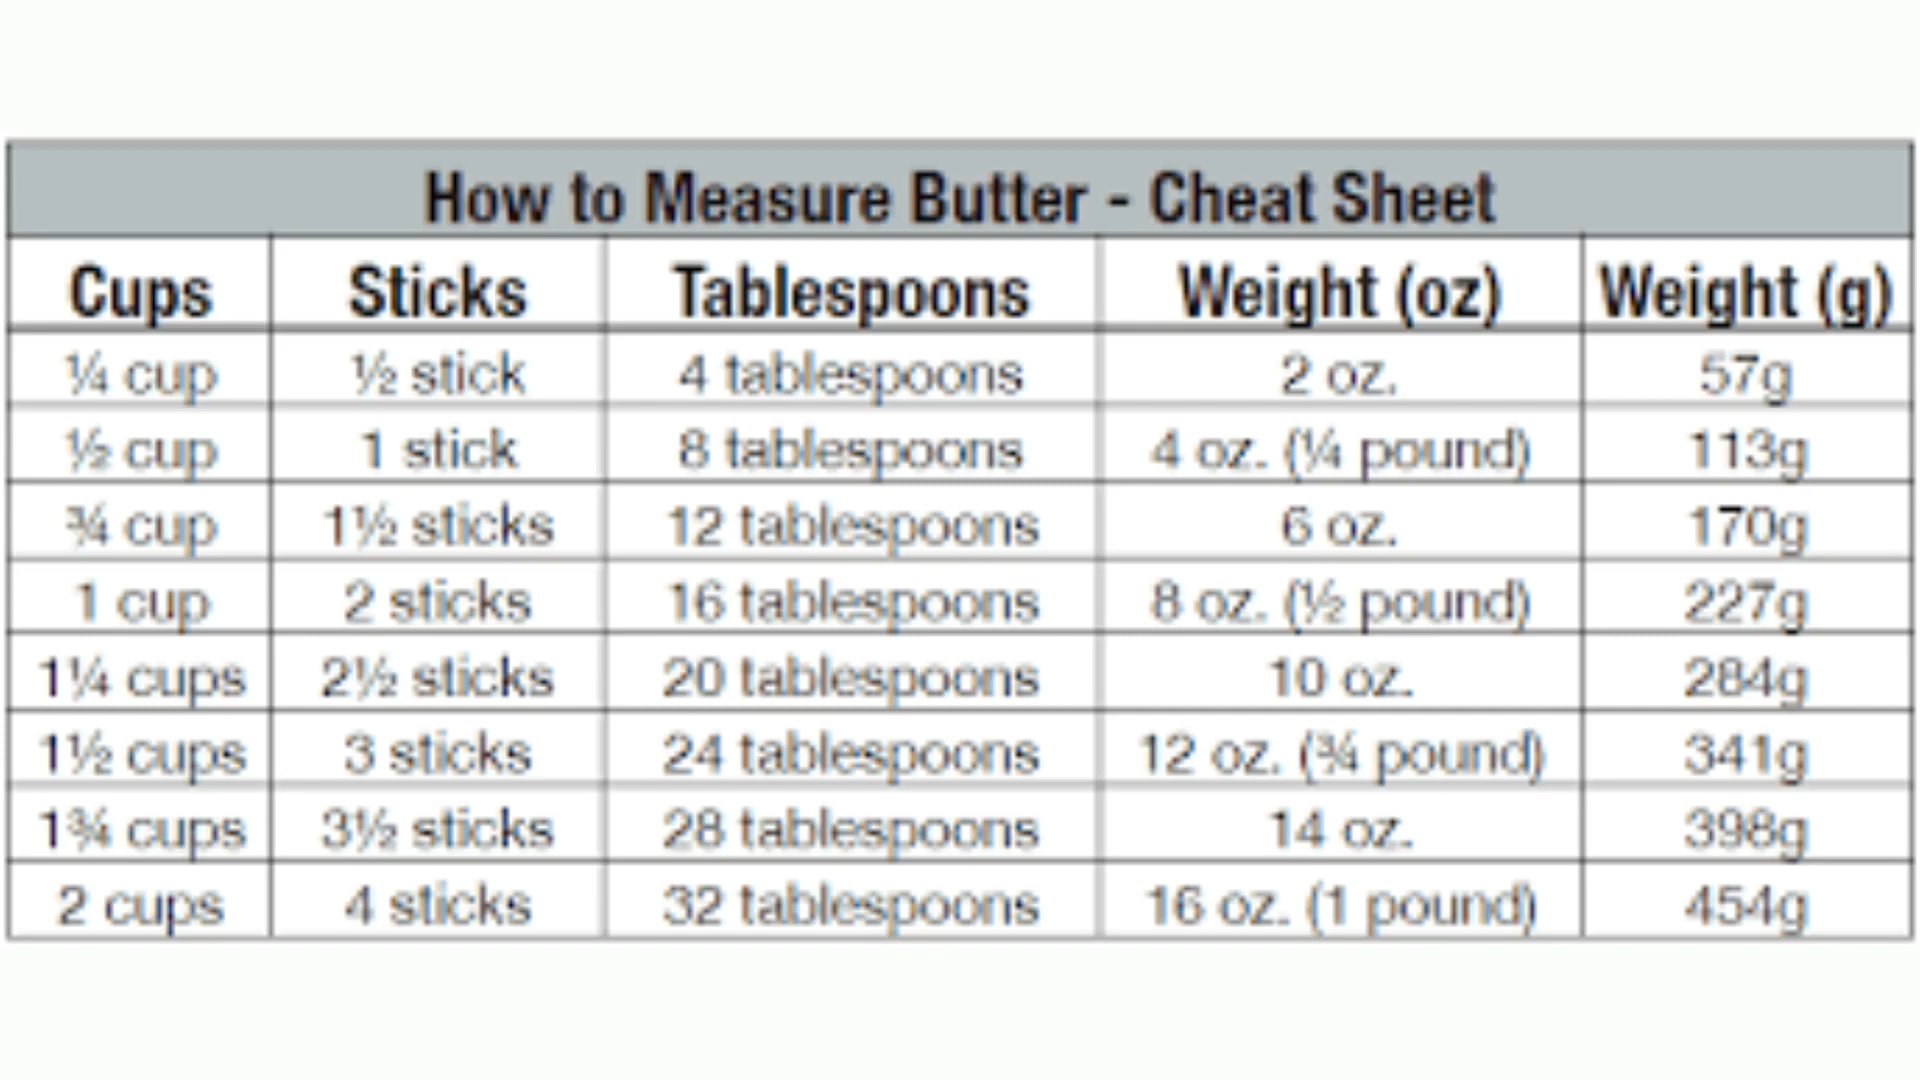 How to Measure Butter - Cheat Sheet
Cups Sticks Tablespoons Weight (oz) Weight (g)
¼ cup ½ stick 4 tablespoons 2 oz. 57g
½ cup 1 stick 8 tablespoons 4 oz. (¼ pound) 113g
¾ cup 1½ sticks 12 tablespoons 6 oz. 170g
1 cup 2 sticks 16 tablespoons 8 oz. (½ pound) 227g
1¼ cups 2½ sticks 20 tablespoons 10 oz. 284g
1½ cups 3 sticks 24 tablespoons 12 oz. (¾ pound) 341g
1¾ cups 3½ sticks 28 tablespoons 14 oz. 398g
2 cups 4 sticks 32 tablespoons 16 oz. (1 pound) 454g